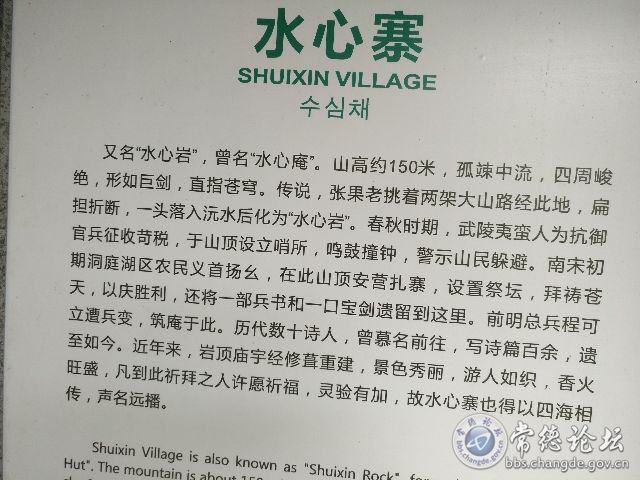 水心寨
SHUIXIN VILLAGE
수심채
又名“水心岩”，曾名“水心庵”。山高约150米，孤竦中流，四周峻
绝，形如巨剑，直指苍穹。传说，张果老挑着两架大山路经此地，扁
担折断，一头落入沅水后化为“水心岩”。春秋时期，武陵夷蛮人为抗御
官兵征收苛税，于山顶设立哨所，鸣鼓撞钟，警示山民躲避。南宋初
期洞庭湖区农民义首扬幺，在此山顶安营扎寨，设置祭坛，拜祷苍
天，以庆胜利，还将一部兵书和一口宝剑遗留到这里。前明总兵程可
立遭兵变，筑庵于此。历代数十诗人，曾慕名前往，写诗篇百余，遗
至如今。近年来，岩顶庙宇经修葺重建，景色秀丽，游人如织，香火
旺盛，凡到此祈拜之人许愿祈福，灵验有加，故水心寨也得以四海相
传，声名远播。
Shuixin Village is also known as "Shuixin Rock",
Hut". The mountain is about 150
常德论坛
bbs.changde.gov.cn